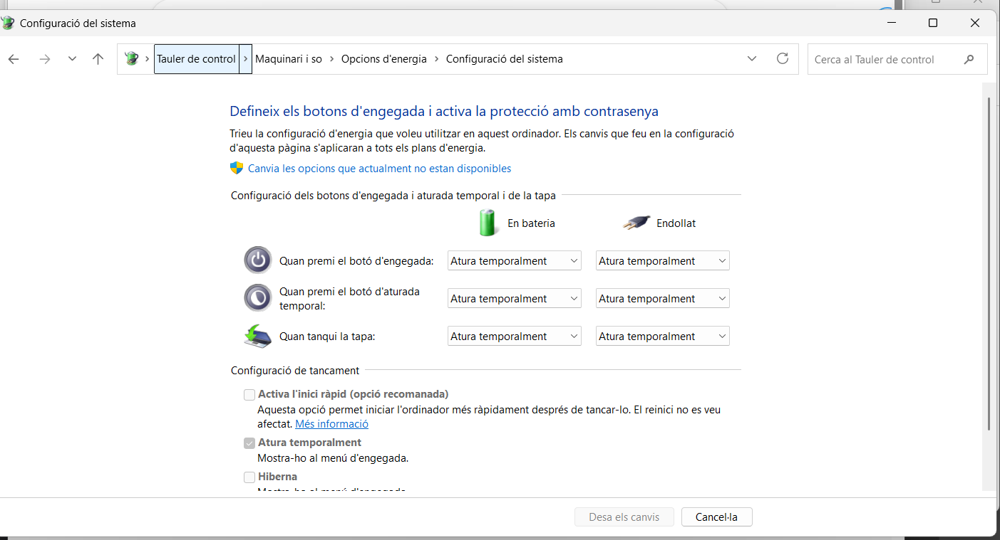 Configuració del sistema
Tauler de control
Maquinari i so
Opcions d'energia
Configuració del sistema
Cerca al Tauler de control
Defineix els botons d'engegada i activa la protecció amb contrasenya
Trieu la configuració d'energia que voleu utilitzar en aquest ordinador. Els canvis que feu en la configuració
d'aquesta pàgina s'aplicaran a tots els plans d'energia.
Canvia les opcions que actualment no estan disponibles
Configuració dels botons d'engegada i aturada temporal i de la tapa
En bateria
Endollat
Quan premi el botó d'engegada:
Atura temporalment
Atura temporalment
Quan premi el botó d'aturada
temporal:
Atura temporalment
Atura temporalment
Quan tanqui la tapa:
Atura temporalment
Atura temporalment
Configuració de tancament
Activa l'inici ràpid (opció recomanada)
Aquesta opció permet iniciar l'ordinador més ràpidament després de tancar-lo. El reinici no es veu
afectat. Més informació
Atura temporalment
Mostra-ho al menú d'engegada.
Hiberna
Mostra-ho al menú d'engegada.
Desa els canvis
Cancel·la